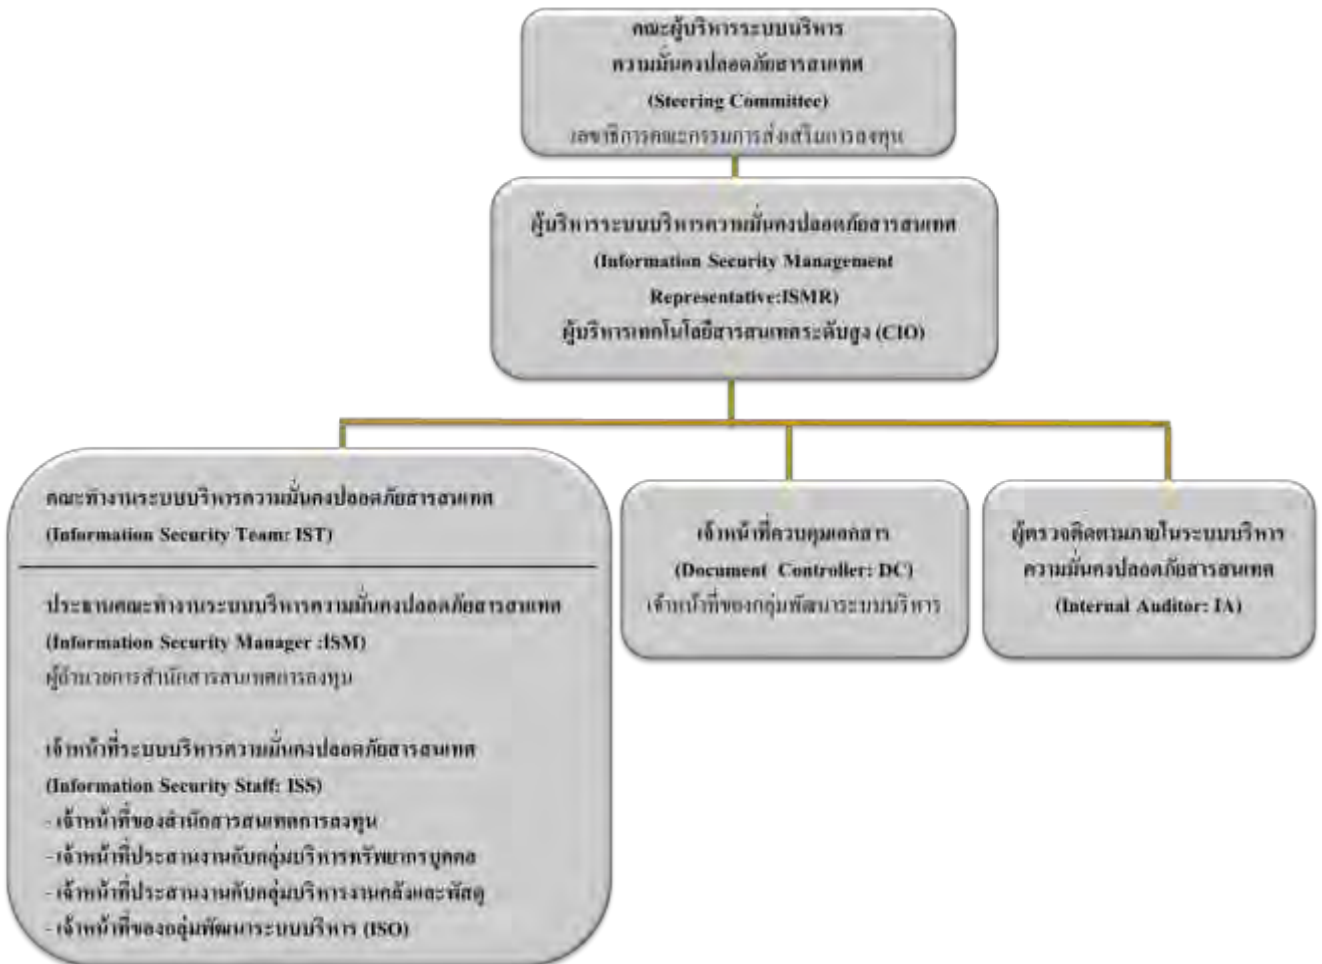 คณะผู้บริหารระบบบริหาร
ความมั่นคงปลอดภัยสารสนเทศ
(Steering Committee)
เลขาธิการคณะกรรมการส่งเสริมการลงทุน
ผู้บริหารระบบบริหารความมั่นคงปลอดภัยสารสนเทศ
(Information Security Management
Representative:ISMR)
ผู้บริหารเทคโนโลยีสารสนเทศระดับสูง (CIO)
คณะทำงานระบบบริหารความมั่นคงปลอดภัยสารสนเทศ
(Information Security Team: IST)
ประธานคณะทำงานระบบบริหารความมั่นคงปลอดภัยสารสนเทศ
(Information Security Manager :ISM)
ผู้อำนวยการสำนักสารสนเทศการลงทุน
เจ้าหน้าที่ระบบบริหารความมั่นคงปลอดภัยสารสนเทศ
(Information Security Staff: ISS)
- เจ้าหน้าที่ของสำนักสารสนเทศการลงทุน
- เจ้าหน้าที่ประสานงานกับกลุ่มบริหารทรัพยากรบุคคล
- เจ้าหน้าที่ประสานงานกับกลุ่มบริหารงานคลังและพัสดุ
- เจ้าหน้าที่ของกลุ่มพัฒนาระบบบริหาร (ISO)
เจ้าหน้าที่ควบคุมเอกสาร
(Document Controller: DC)
เจ้าหน้าที่ของกลุ่มพัฒนาระบบบริหาร
ผู้ตรวจติดตามภายในระบบบริหาร
ความมั่นคงปลอดภัยสารสนเทศ
(Internal Auditor: IA)